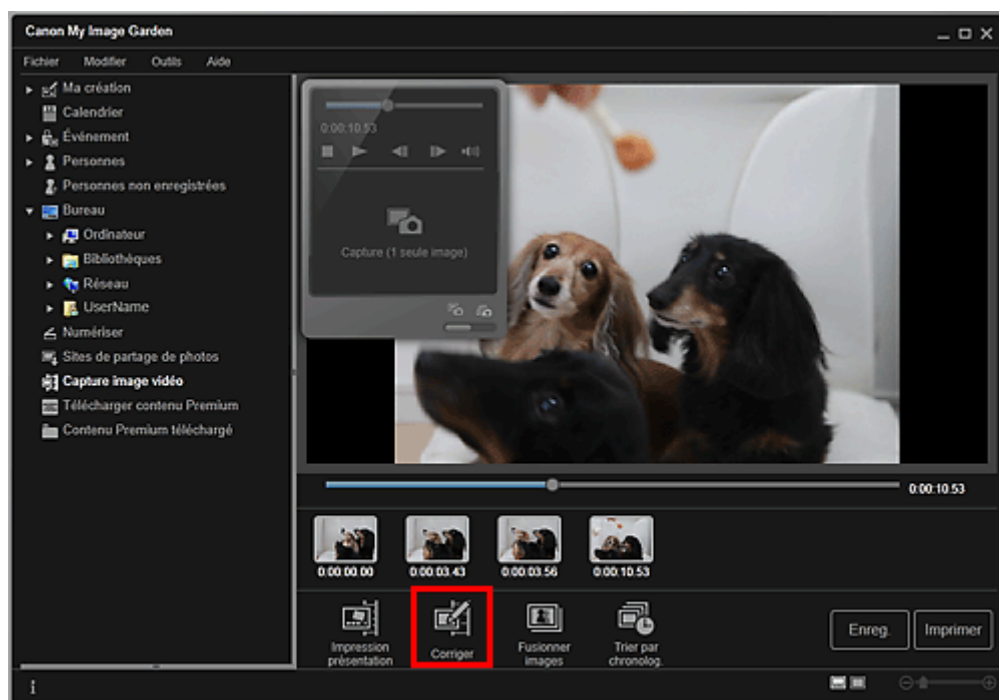 Canon My Image Garden
Fichier Modifier Outils Aide
Ma création
Calendrier
Événement
Personnes
Personnes non enregistrées
Bureau
Ordinateur
Bibliothèques
Réseau
UserName
Numériser
Sites de partage de photos
Capture image vidéo
Télécharger contenu Premium
Contenu Premium téléchargé
0:00:10.53
Capture (1 seule image)
0:00:10.53
0:00:00.00 0:00:03.43 0:00:03.56 0:00:10.53
Impression
présentation
Corriger
Fusionner
images
Trier par
chronolog.
Enreg.
Imprimer